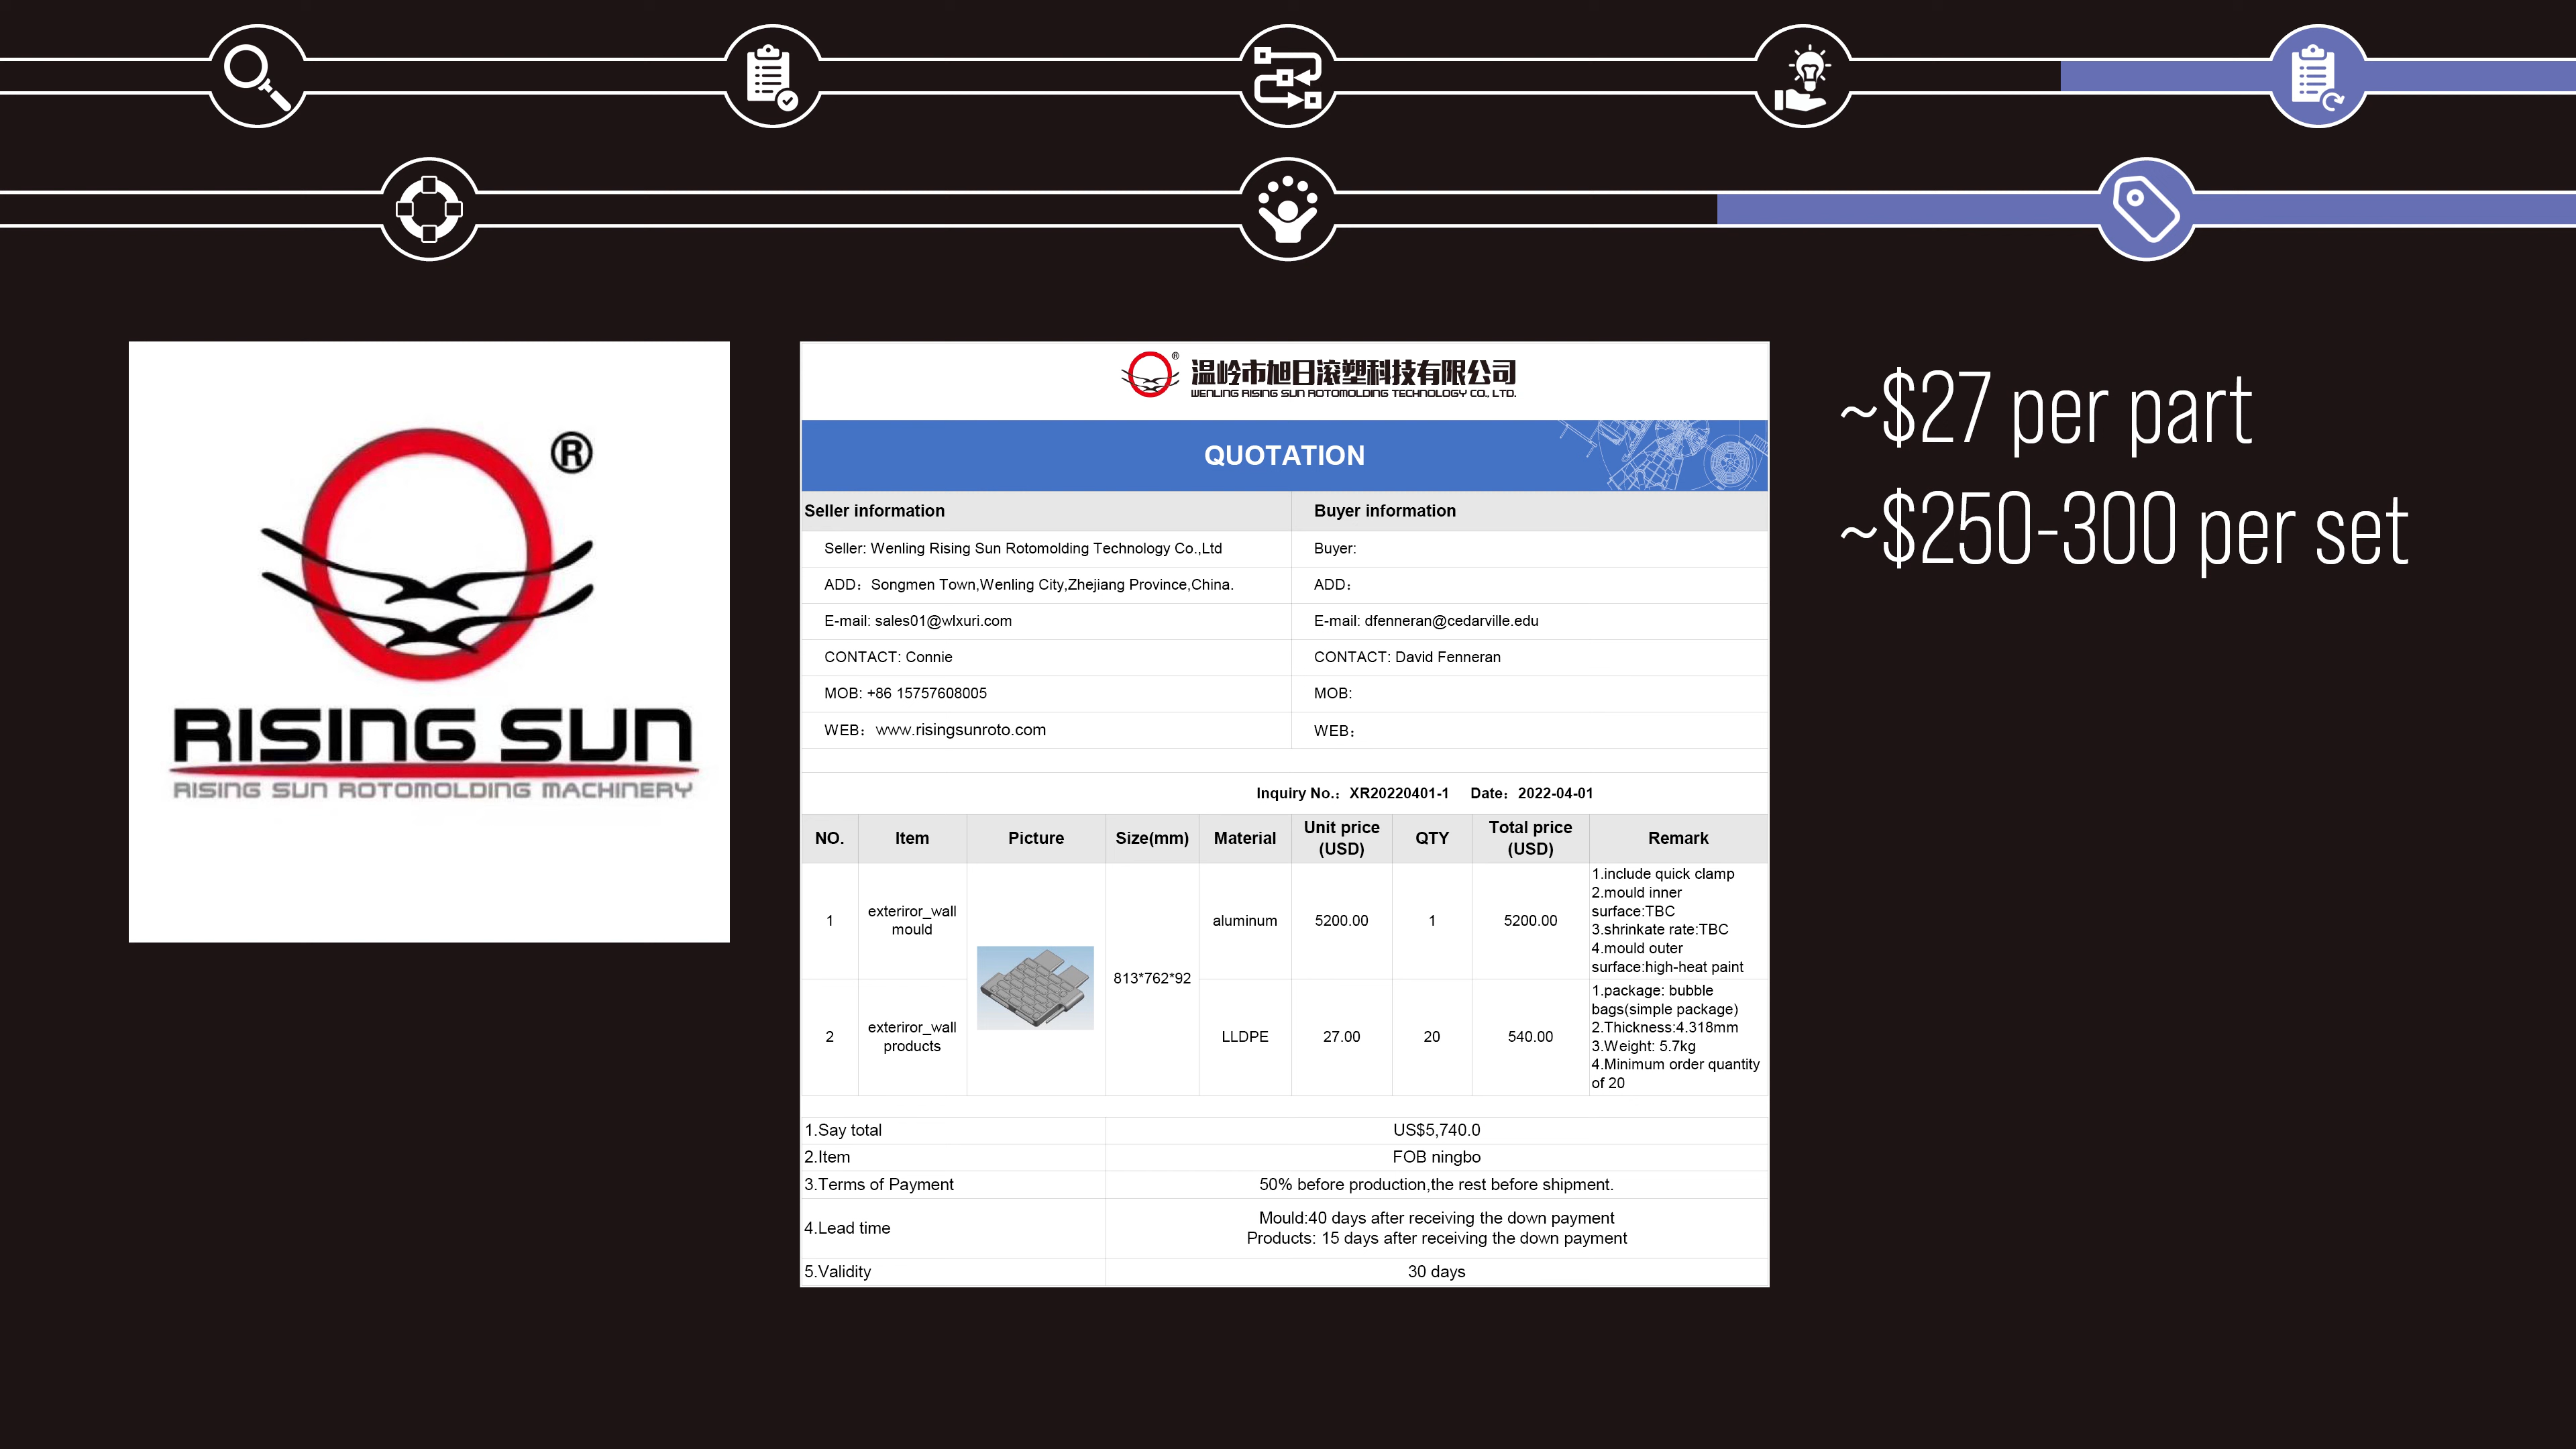 ®
RISING SUN
RISING SUN ROTOMOLDING MACHINERY
®
温岭市旭日滚塑科技有限公司
WENLING RISING SUN ROTOMOLDING TECHNOLOGY CO., LTD.
QUOTATION
Seller information
Buyer information
Seller: Wenling Rising Sun Rotomolding Technology Co.,Ltd
Buyer:
ADD：Songmen Town,Wenling City,Zhejiang Province,China.
ADD：
E-mail: sales01@wlxuri.com
E-mail: dfenneran@cedarville.edu
CONTACT: Connie
CONTACT: David Fenneran
MOB: +86 15757608005
MOB:
WEB：www.risingsunroto.com
WEB：
Inquiry No.：XR20220401-1 Date：2022-04-01
NO.
Item
Picture
Size(mm)
Material
Unit price
(USD)
QTY
Total price
(USD)
Remark
1
exteriror_wall
mould
813*762*92
aluminum
5200.00
1
5200.00
1.include quick clamp
2.mould inner
surface:TBC
3.shrinkate rate:TBC
4.mould outer
surface:high-heat paint
2
exteriror_wall
products
LLDPE
27.00
20
540.00
1.package: bubble
bags(simple package)
2.Thickness:4.318mm
3.Weight: 5.7kg
4.Minimum order quantity
of 20
1.Say total
US$5,740.0
2.Item
FOB ningbo
3.Terms of Payment
50% before production,the rest before shipment.
4.Lead time
Mould:40 days after receiving the down payment
Products: 15 days after receiving the down payment
5.Validity
30 days
~$27 per part
~$250-300 per set